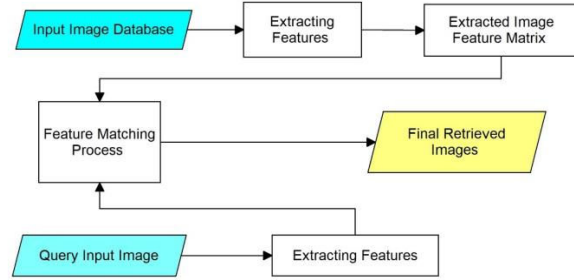 Input Image Database
Extracting
Features
Extracted Image
Feature Matrix
Feature Matching
Process
Final Retrieved
Images
Query Input Image
Extracting Features